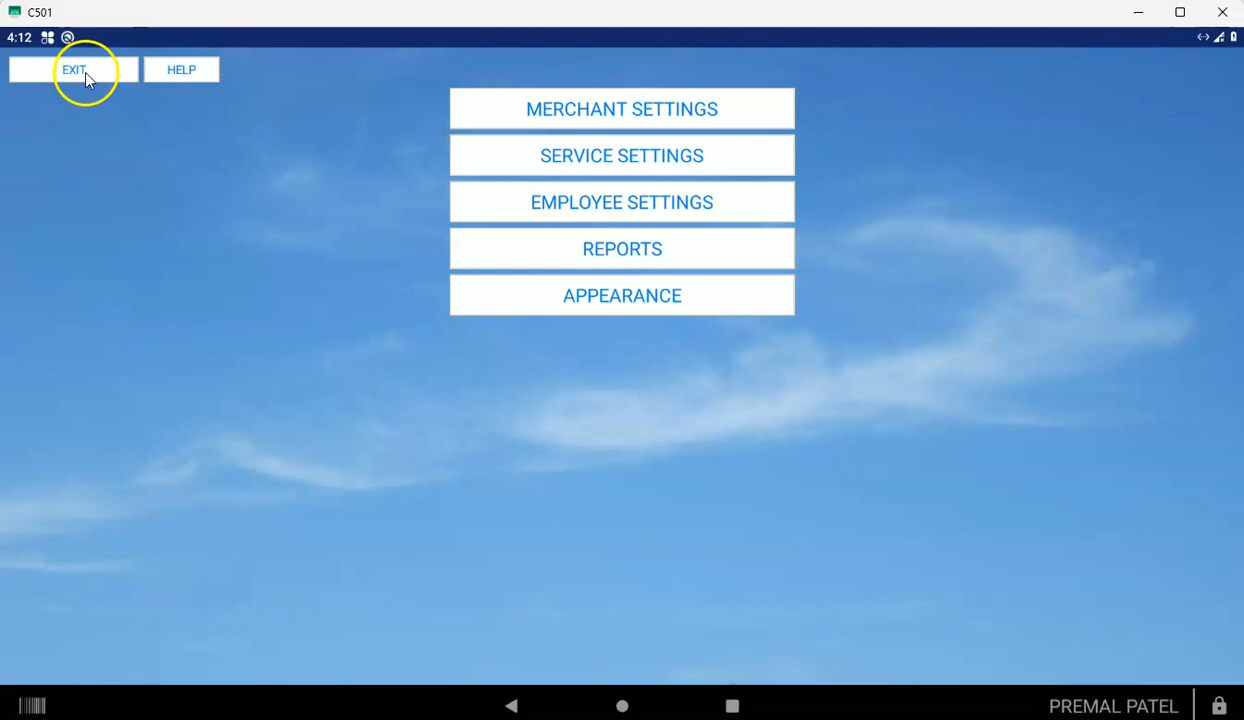 C501
4:12
EXIT HELP
MERCHANT SETTINGS
SERVICE SETTINGS
EMPLOYEE SETTINGS
REPORTS
APPEARANCE
PREMAL PATEL